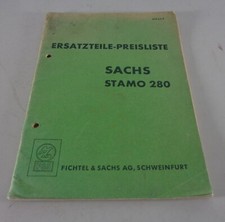 ERSATZTEILE-PREISLISTE
SACHS
STAMO 280
FICHTEL & SACHS AG, SCHWEINFURT